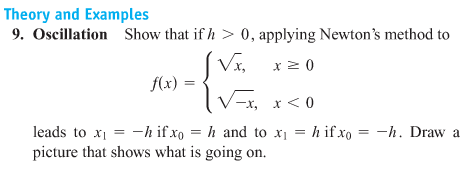 Theory and Examples
9. Oscillation Show that if h > 0, applying Newton's method to
f(x) = { √x, x ≥ 0
√−x, x < 0
leads to x₁ = −h if x₀ = h and to x₁ = h if x₀ = −h. Draw a
picture that shows what is going on.